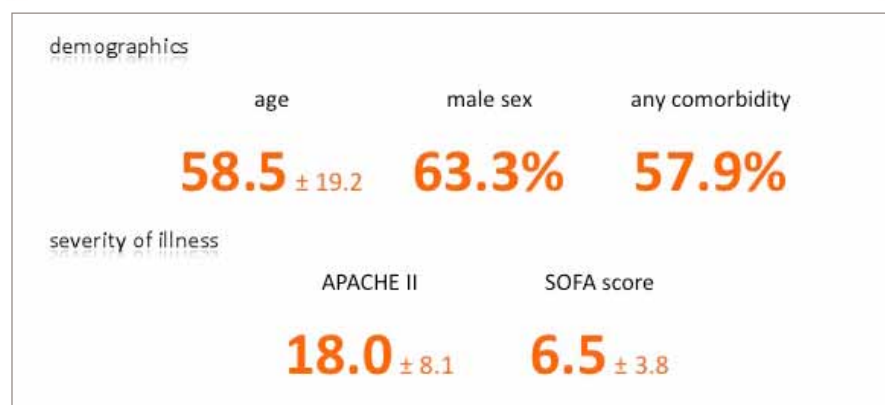 demographics
age male sex any comorbidity
58.5 ± 19.2 63.3% 57.9%
severity of illness
APACHE II SOFA score
18.0 ± 8.1 6.5 ± 3.8